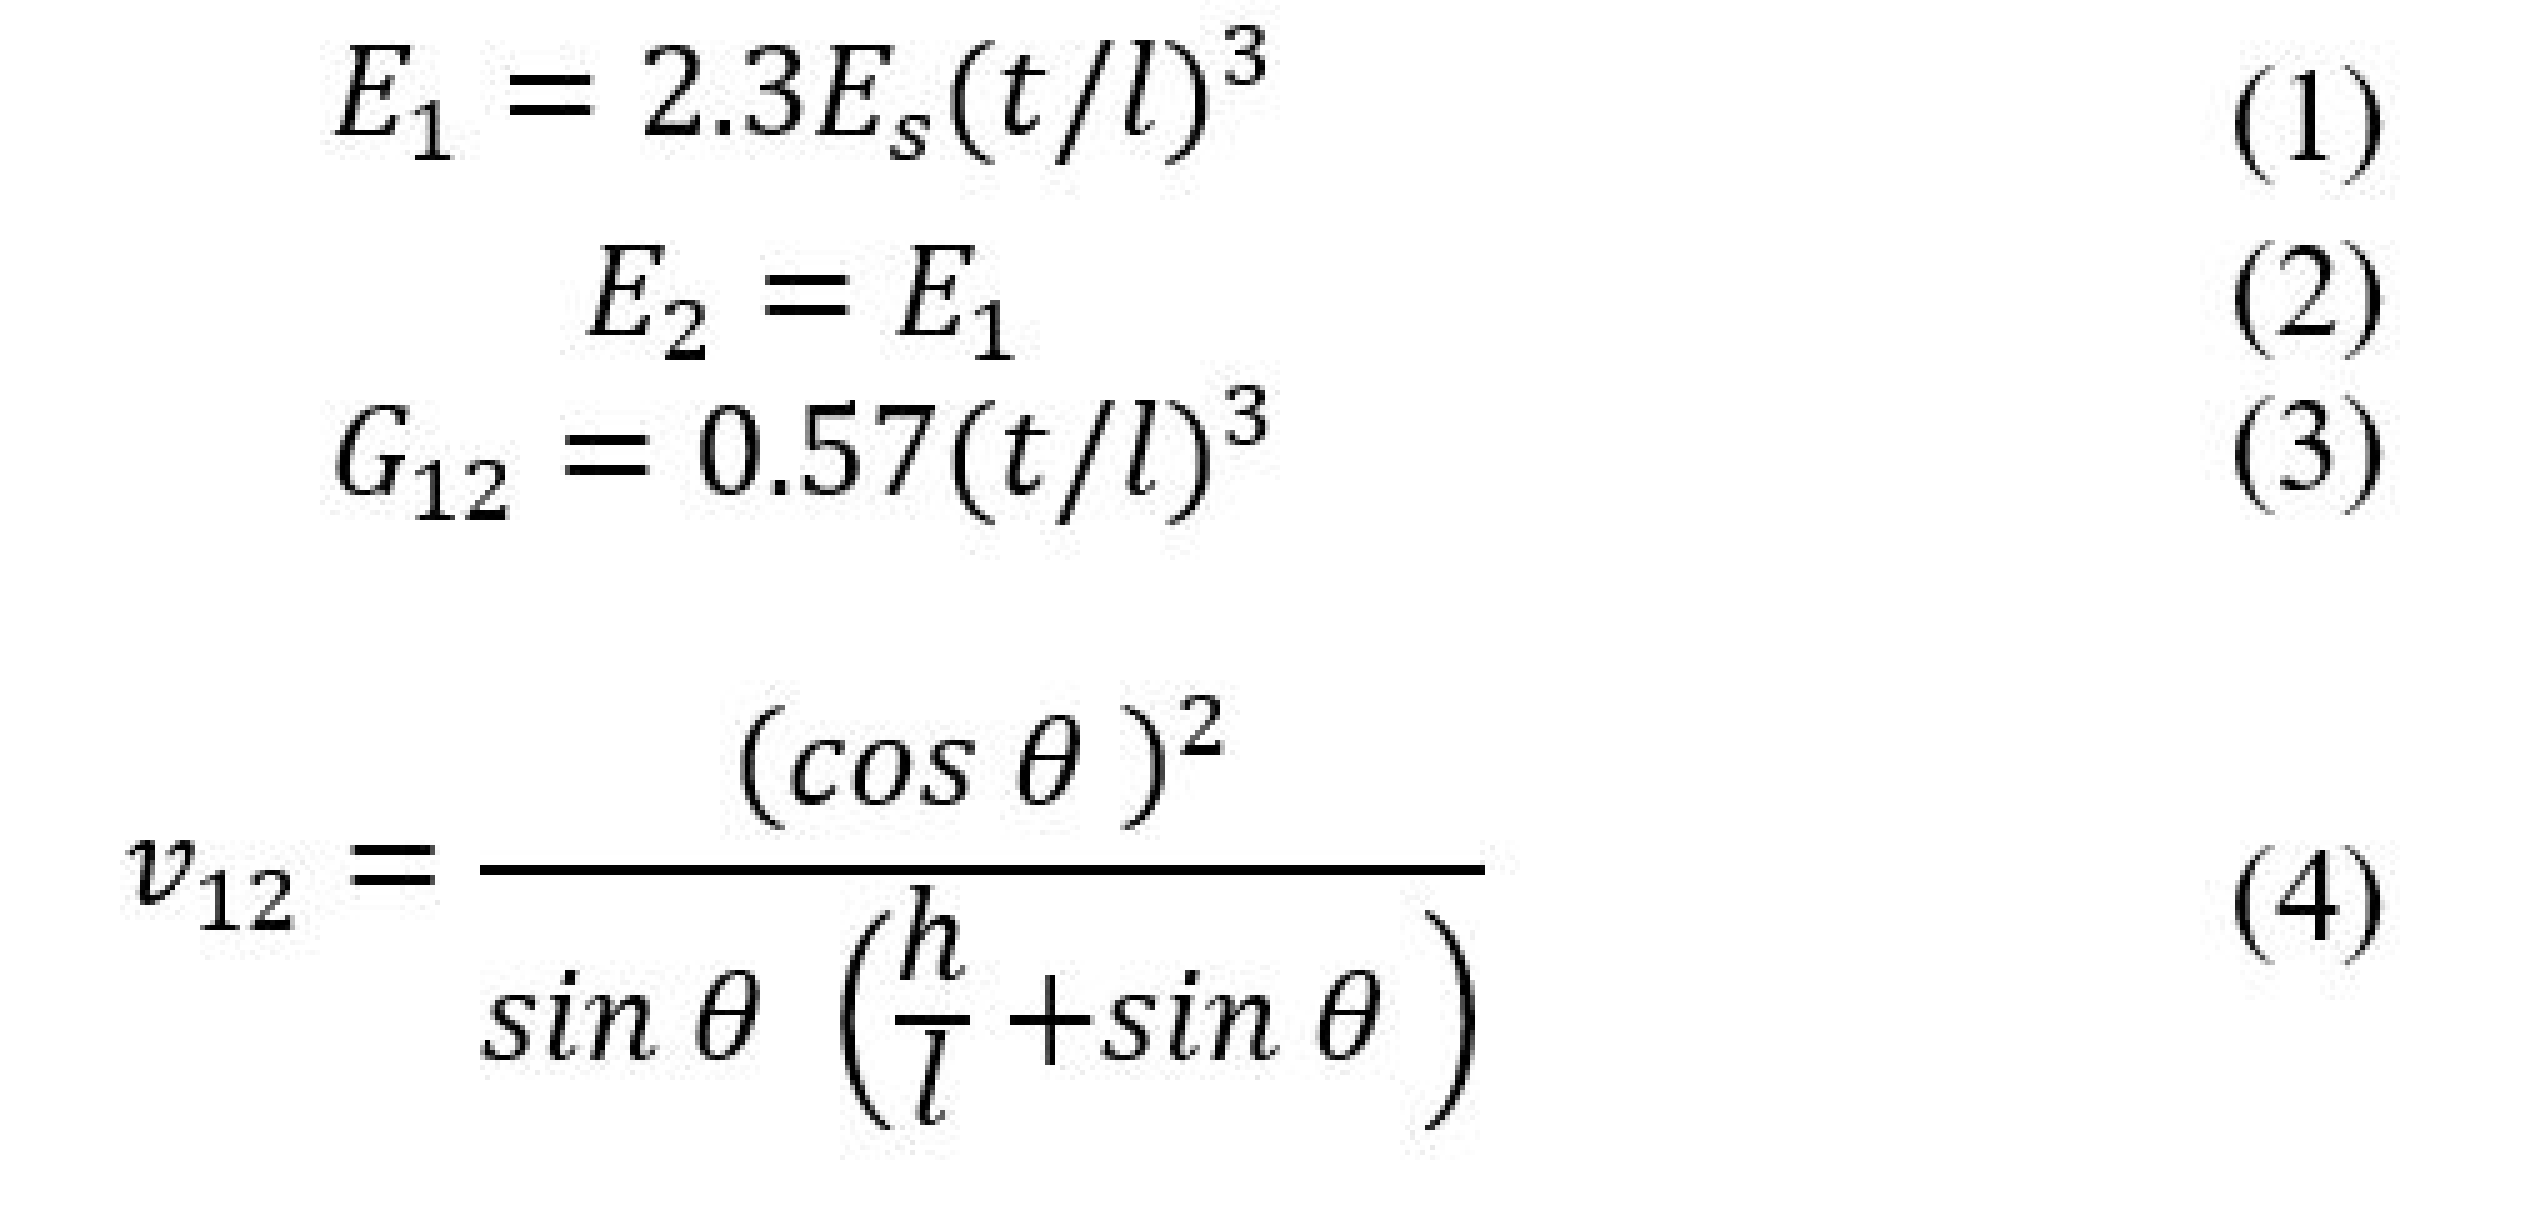 E₁ = 2.3Eₛ(t/l)³ (1)
E₂ = E₁ (2)
G₁₂ = 0.57(t/l)³ (3)
v₁₂ = (cos θ )² / sin θ (h/l +sin θ ) (4)